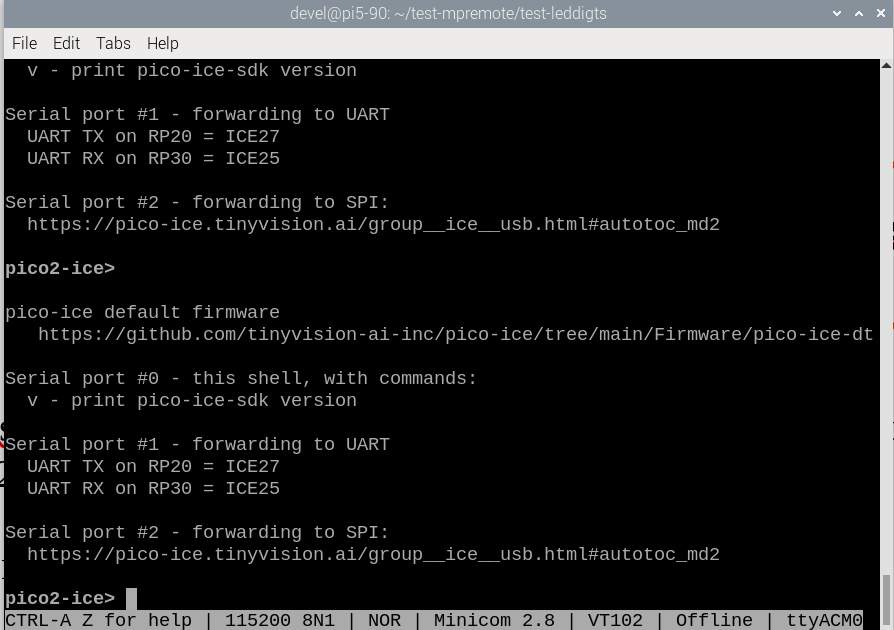 devel@pi5-90: ~/test-mpremote/test-leddigts
File Edit Tabs Help
v - print pico-ice-sdk version
Serial port #1 - forwarding to UART
UART TX on RP20 = ICE27
UART RX on RP30 = ICE25
Serial port #2 - forwarding to SPI:
https://pico-ice.tinyvision.ai/group__ice__usb.html#autotoc_md2
pico2-ice>
pico-ice default firmware
https://github.com/tinyvision-ai-inc/pico-ice/tree/main/Firmware/pico-ice-dt
Serial port #0 - this shell, with commands:
v - print pico-ice-sdk version
Serial port #1 - forwarding to UART
UART TX on RP20 = ICE27
UART RX on RP30 = ICE25
Serial port #2 - forwarding to SPI:
https://pico-ice.tinyvision.ai/group__ice__usb.html#autotoc_md2
pico2-ice>
CTRL-A Z for help | 115200 8N1 | NOR | Minicom 2.8 | VT102 | Offline | ttyACM0